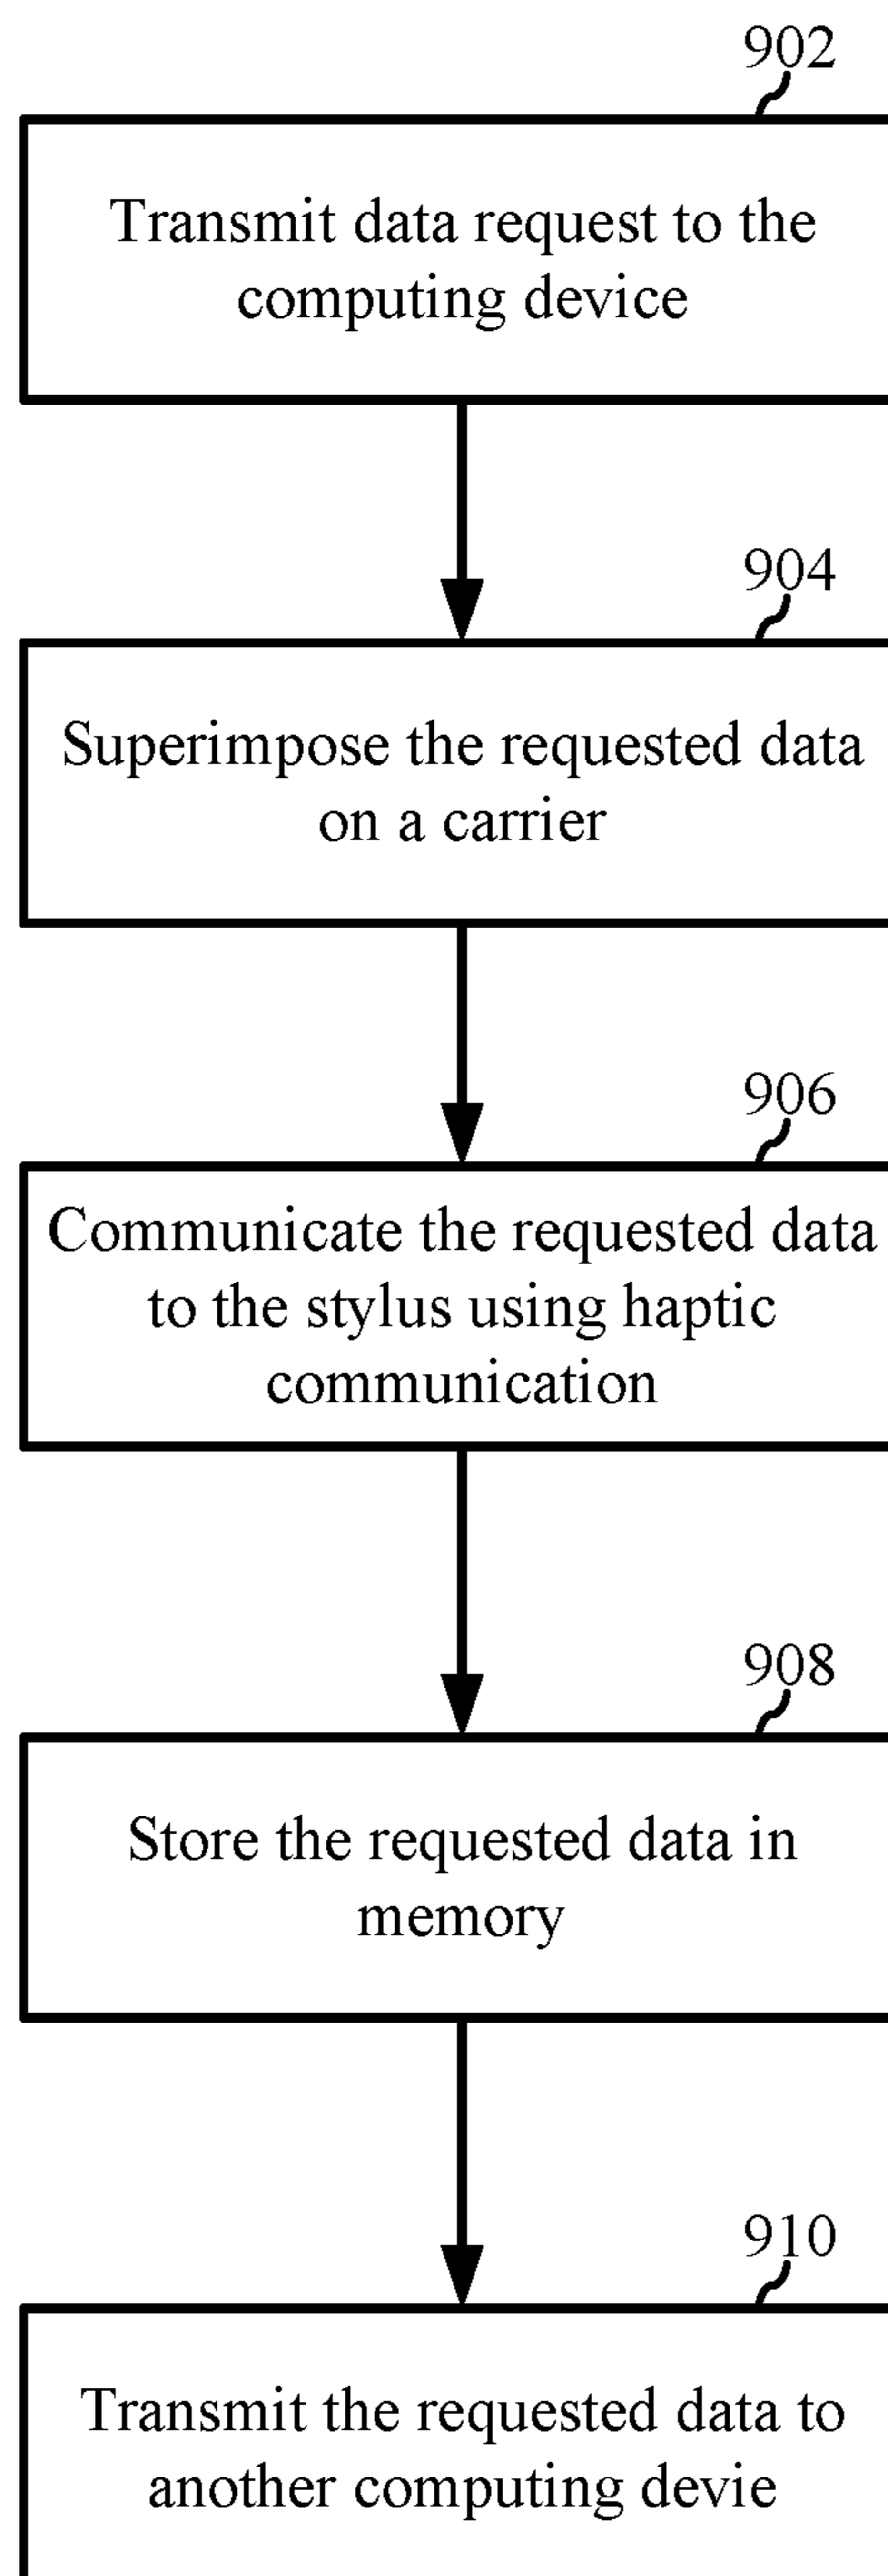 902
Transmit data request to the
computing device
904
Superimpose the requested data
on a carrier
906
Communicate the requested data
to the stylus using haptic
communication
908
Store the requested data in
memory
910
Transmit the requested data to
another computing devie